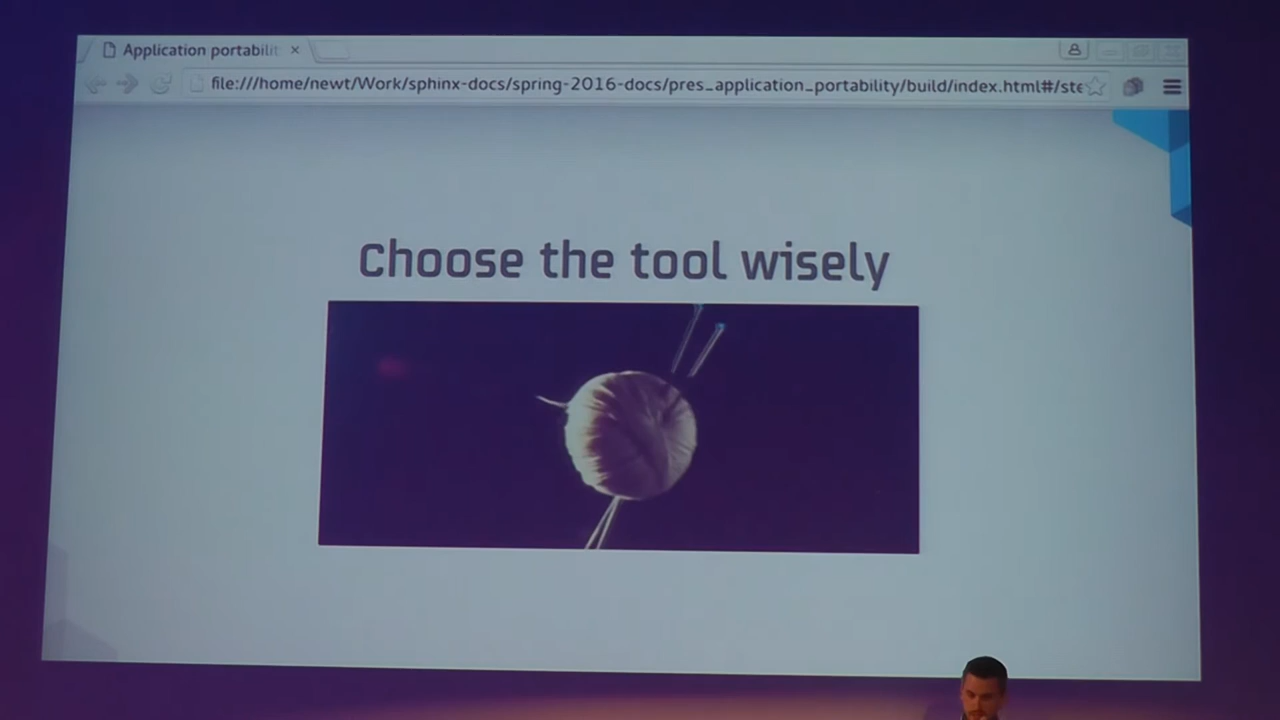 Application portabilit
file:///home/newt/Work/sphinx-docs/spring-2016-docs/pres_application_portability/build/index.html#/ste
Choose the tool wisely